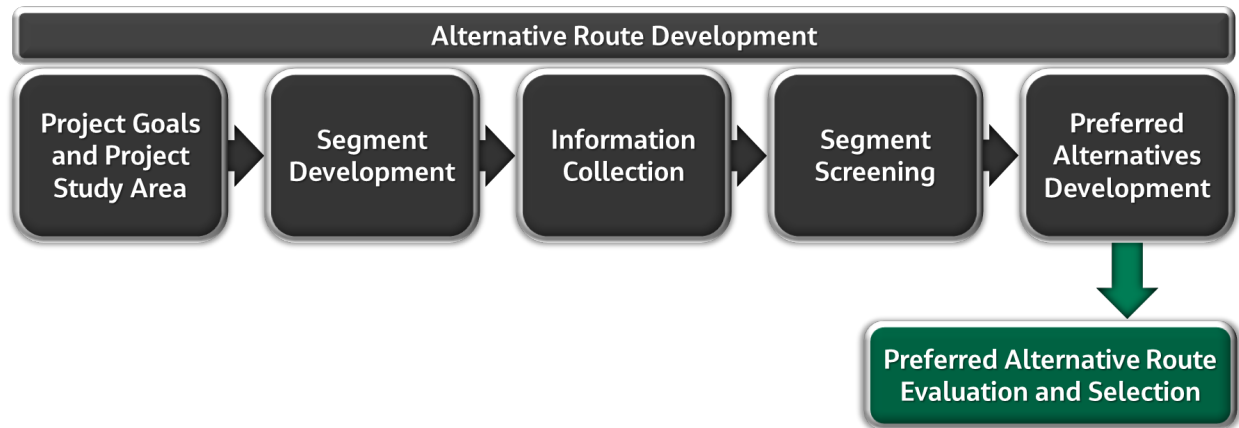 Alternative Route Development
Project Goals
and Project
Study Area
Segment
Development
Information
Collection
Segment
Screening
Preferred
Alternatives
Development
Preferred Alternative Route
Evaluation and Selection